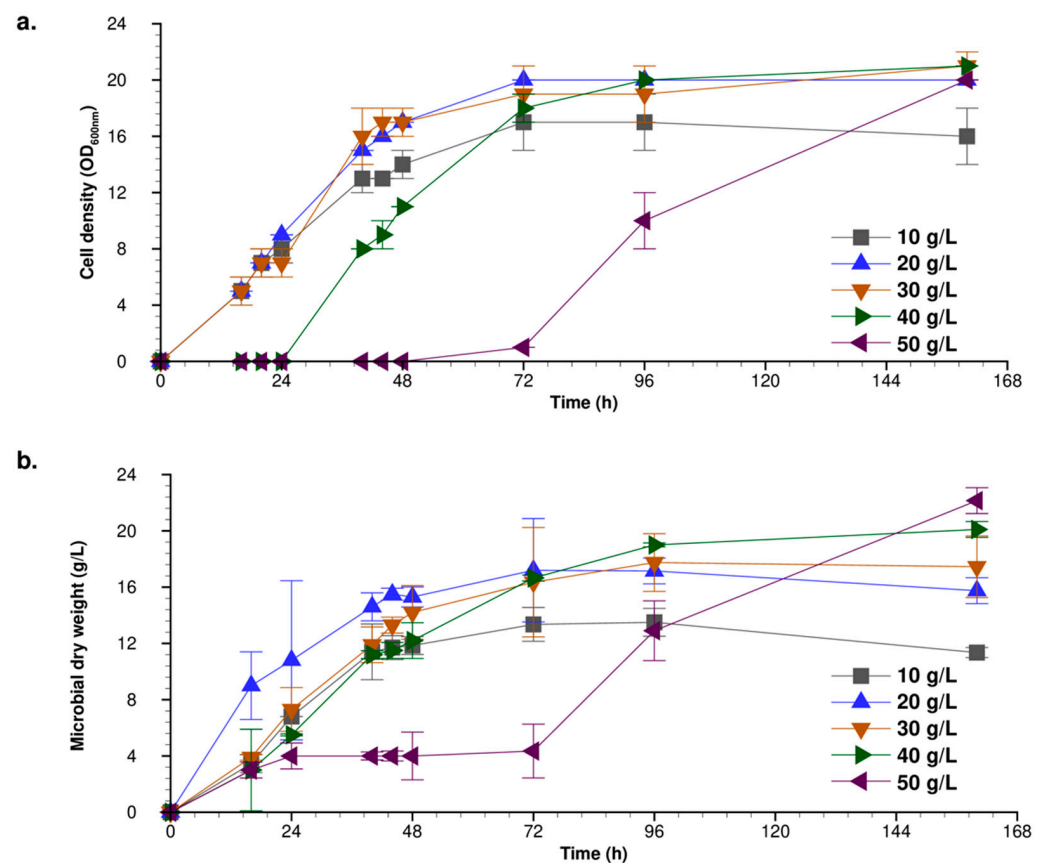 a.
24
20
16
12
8
4
0
Cell density (OD600nm)
0 24 48 72 96 120 144 168
Time (h)
10 g/L
20 g/L
30 g/L
40 g/L
50 g/L
b.
24
20
16
12
8
4
0
Microbial dry weight (g/L)
0 24 48 72 96 120 144 168
Time (h)
10 g/L
20 g/L
30 g/L
40 g/L
50 g/L